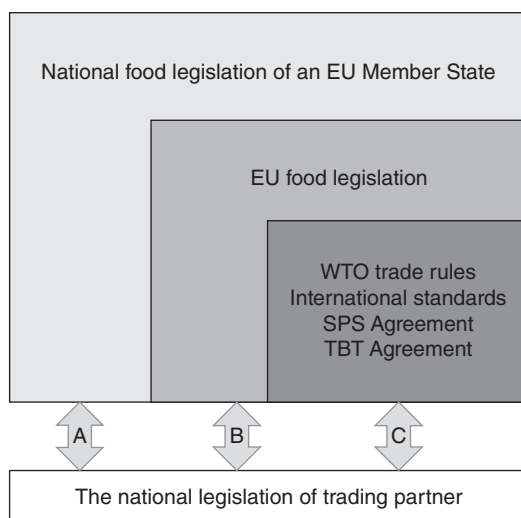 National food legislation of an EU Member State
EU food legislation
WTO trade rules
International standards
SPS Agreement
TBT Agreement
A B C
The national legislation of trading partner